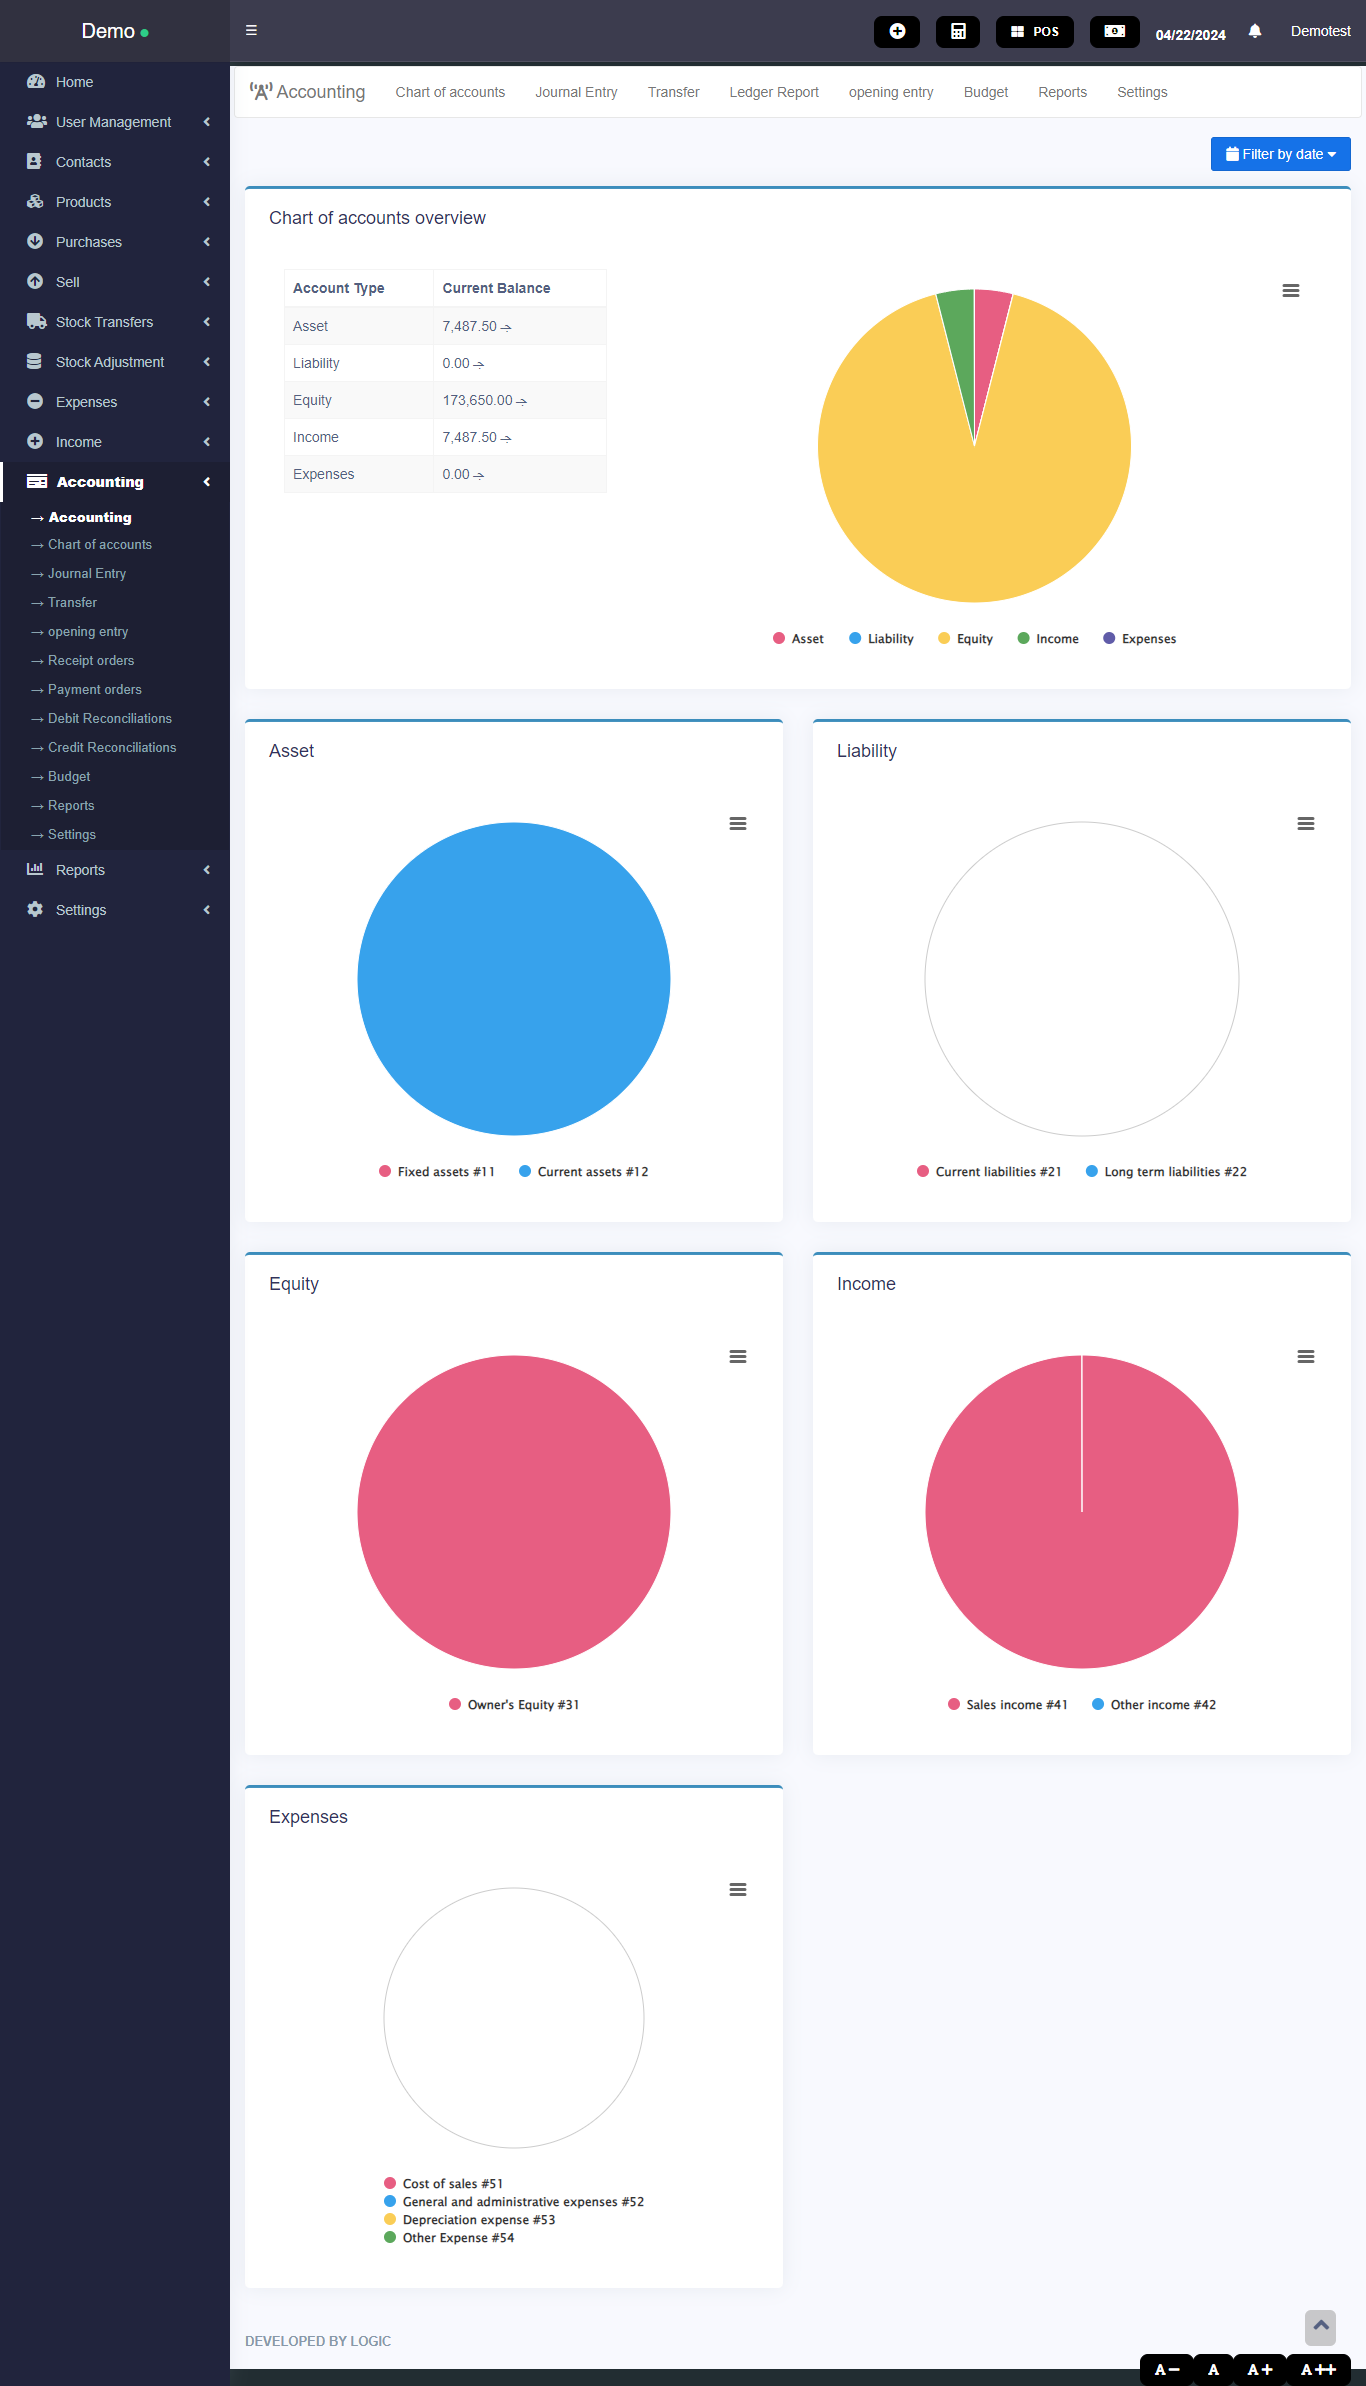 Demo
POS
04/22/2024
Demotest
Home
User Management
Contacts
Products
Purchases
Sell
Stock Transfers
Stock Adjustment
Expenses
Income
Accounting
→ Accounting
→ Chart of accounts
→ Journal Entry
→ Transfer
→ opening entry
→ Receipt orders
→ Payment orders
→ Debit Reconciliations
→ Credit Reconciliations
→ Budget
→ Reports
→ Settings
Reports
Settings
Accounting Chart of accounts Journal Entry Transfer Ledger Report opening entry Budget Reports Settings
Filter by date
Chart of accounts overview
Account Type Current Balance
Asset 7,487.50
Liability 0.00
Equity 173,650.00
Income 7,487.50
Expenses 0.00
Asset Liability Equity Income Expenses
Asset
Fixed assets #11 Current assets #12
Liability
Current liabilities #21 Long term liabilities #22
Equity
Owner's Equity #31
Income
Sales income #41 Other income #42
Expenses
Cost of sales #51
General and administrative expenses #52
Depreciation expense #53
Other Expense #54
DEVELOPED BY LOGIC
A− A A+ A++